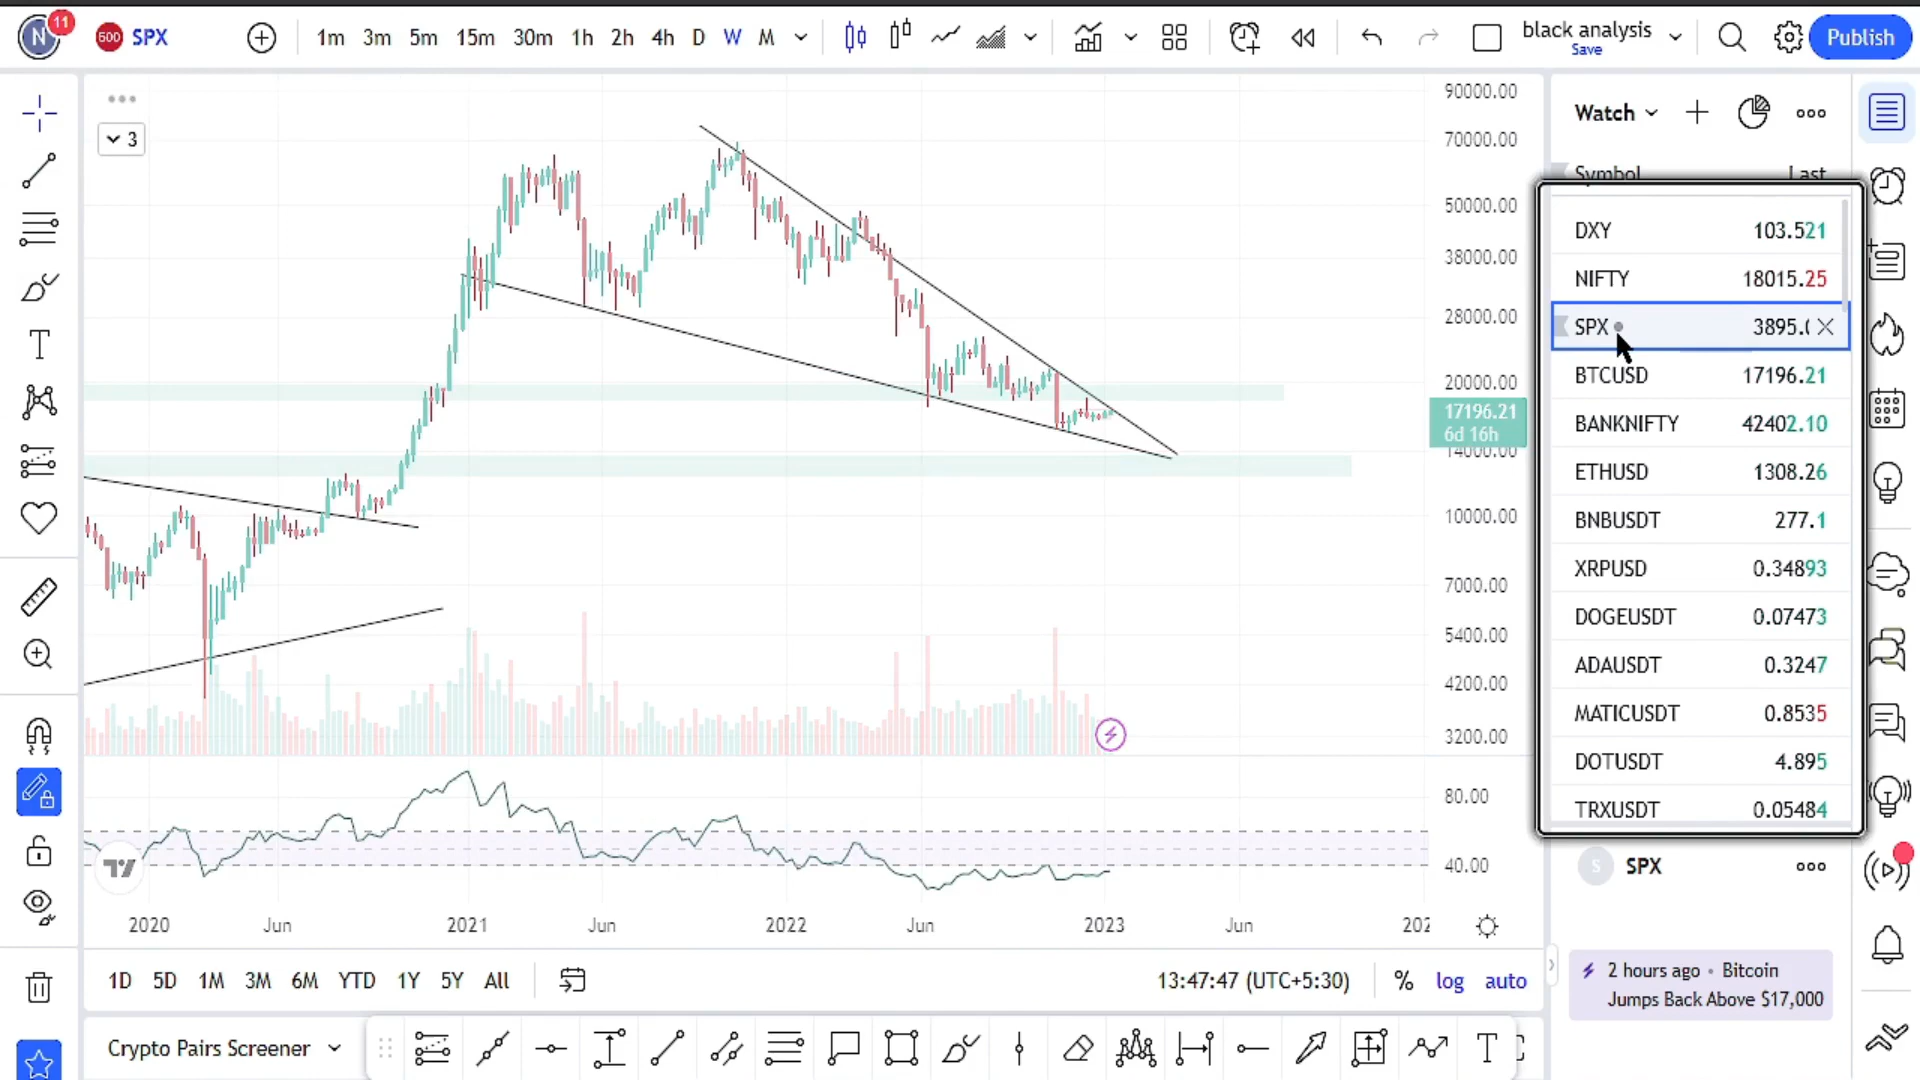 N
11
500 SPX
1m 3m 5m 15m 30m 1h 2h 4h D W M
black analysis
Save
Publish
3
90000.00
70000.00
50000.00
38000.00
28000.00
20000.00
17196.21
6d 16h
14000.00
10000.00
7000.00
5400.00
4200.00
3200.00
80.00
40.00
2020 Jun 2021 Jun 2022 Jun 2023 Jun
1D 5D 1M 3M 6M YTD 1Y 5Y All
13:47:47 (UTC+5:30) % log auto
Crypto Pairs Screener
T
Watch
Symbol Last
DXY 103.521
NIFTY 18015.25
SPX 3895.0
BTCUSD 17196.21
BANKNIFTY 42402.10
ETHUSD 1308.26
BNBUSDT 277.1
XRPUSD 0.34893
DOGEUSDT 0.07473
ADAUSDT 0.3247
MATICUSDT 0.8535
DOTUSDT 4.895
TRXUSDT 0.05484
S SPX
2 hours ago • Bitcoin
Jumps Back Above $17,000